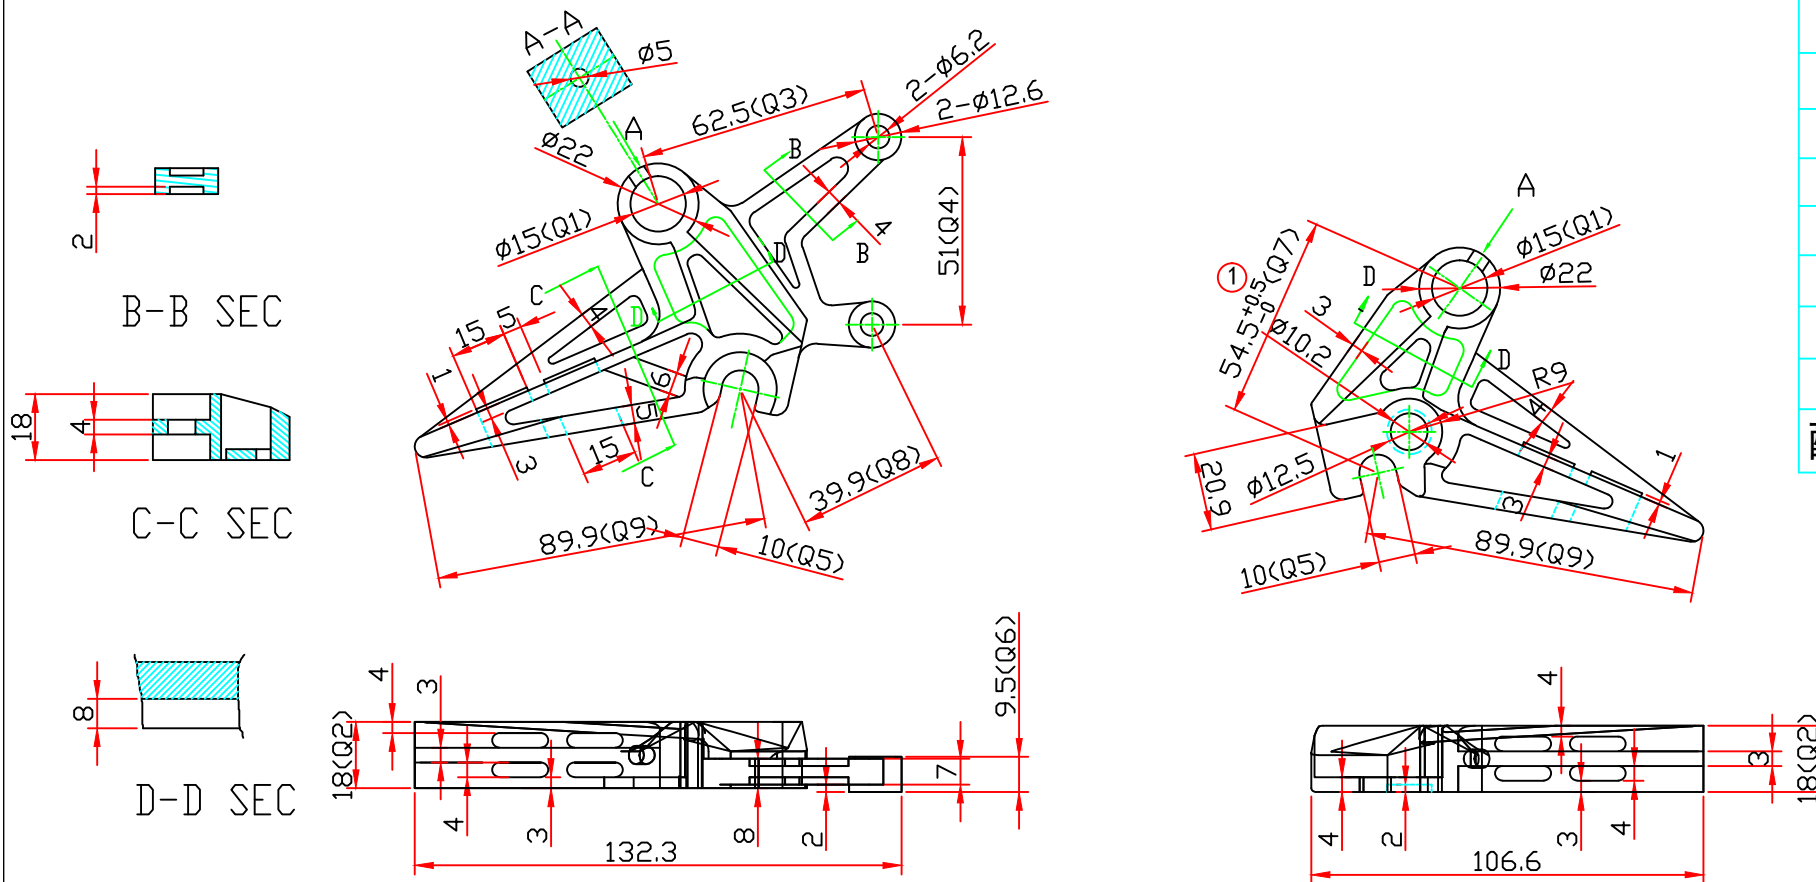 A-A
ø5
2-ø6.2
62.5(Q3)
2-ø12.6
A
ø22
B
A
ø15(Q1)
4
B
51(Q4)
D
ø15(Q1)
ø22
1
D
2
B-B SEC
C
4
D
15
5
54.5+0.5-0(Q7)
3
ø10.2
D
R9
1
9
5
4
18
4
3
15
C
39.9(Q8)
20.9
ø12.5
3
1
C-C SEC
89.9(Q9)
10(Q5)
10(Q5)
89.9(Q9)
8
D-D SEC
4
3
18(Q2)
4
3
8
2
7
9.5(Q6)
132.3
4
3
18(Q2)
4
2
3
4
106.6